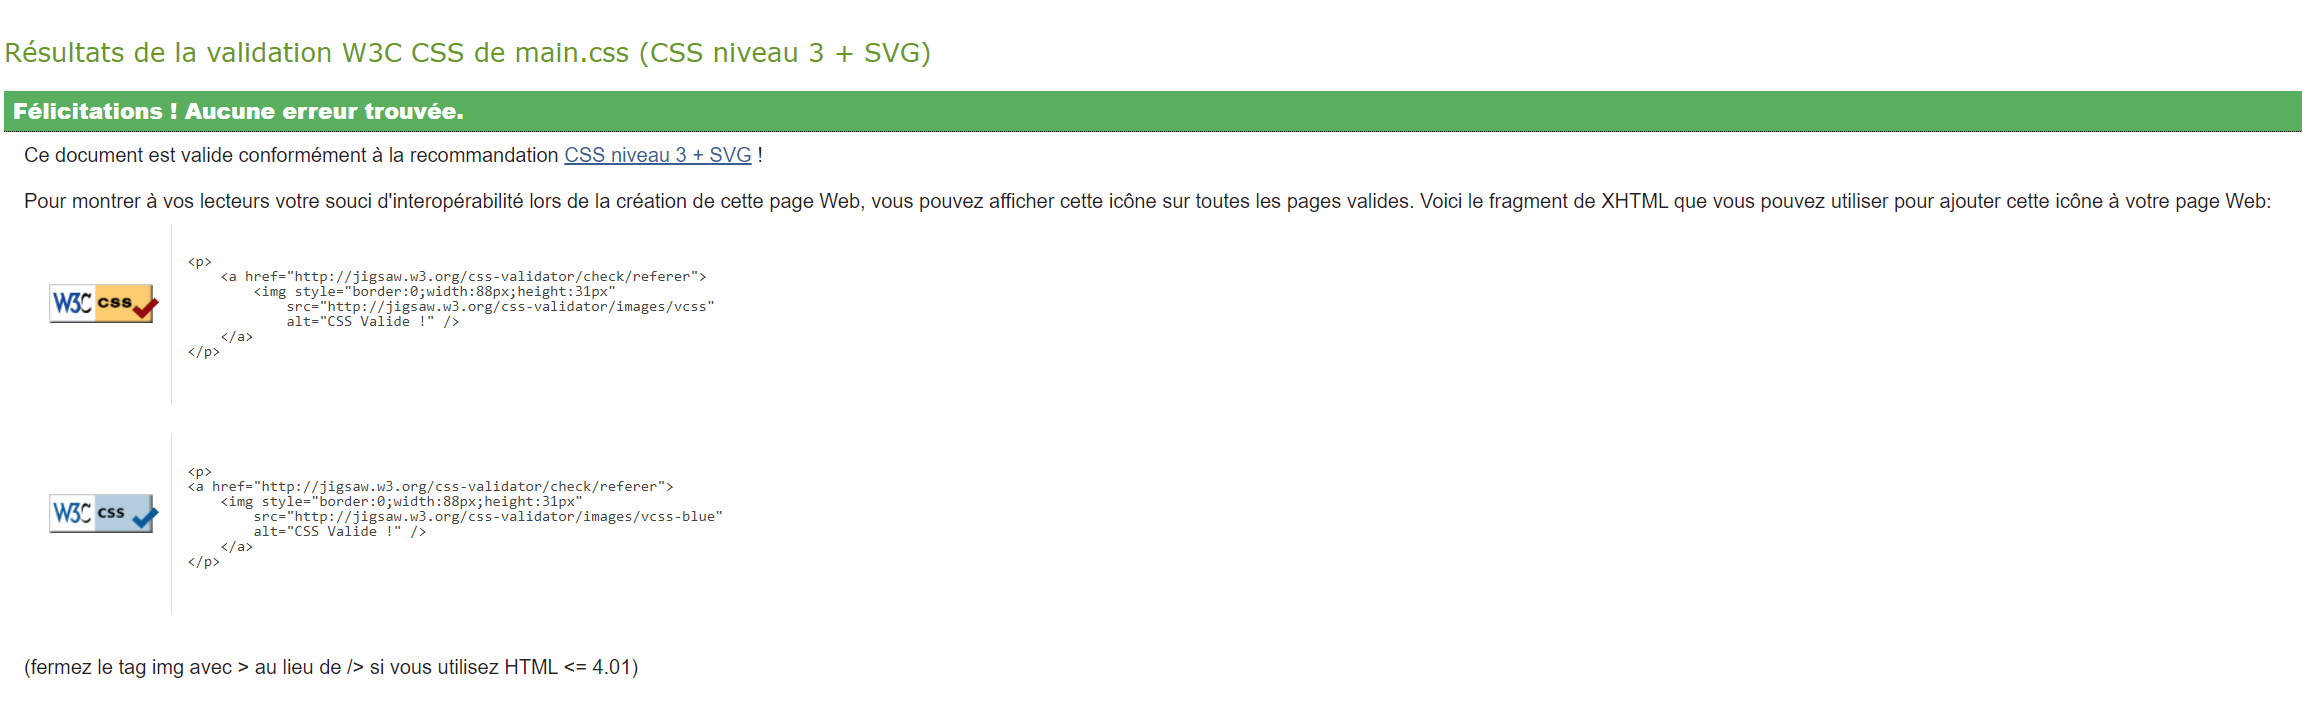 Résultats de la validation W3C CSS de main.css (CSS niveau 3 + SVG)
Félicitations ! Aucune erreur trouvée.
Ce document est valide conformément à la recommandation CSS niveau 3 + SVG !
Pour montrer à vos lecteurs votre souci d'interopérabilité lors de la création de cette page Web, vous pouvez afficher cette icône sur toutes les pages valides. Voici le fragment de XHTML que vous pouvez utiliser pour ajouter cette icône à votre page Web:
W3C css
<p>
    <a href="http://jigsaw.w3.org/css-validator/check/referer">
        <img style="border:0;width:88px;height:31px"
            src="http://jigsaw.w3.org/css-validator/images/vcss"
            alt="CSS Valide !" />
    </a>
</p>
W3C css
<p>
<a href="http://jigsaw.w3.org/css-validator/check/referer">
    <img style="border:0;width:88px;height:31px"
        src="http://jigsaw.w3.org/css-validator/images/vcss-blue"
        alt="CSS Valide !" />
    </a>
</p>
(fermez le tag img avec > au lieu de /> si vous utilisez HTML <= 4.01)